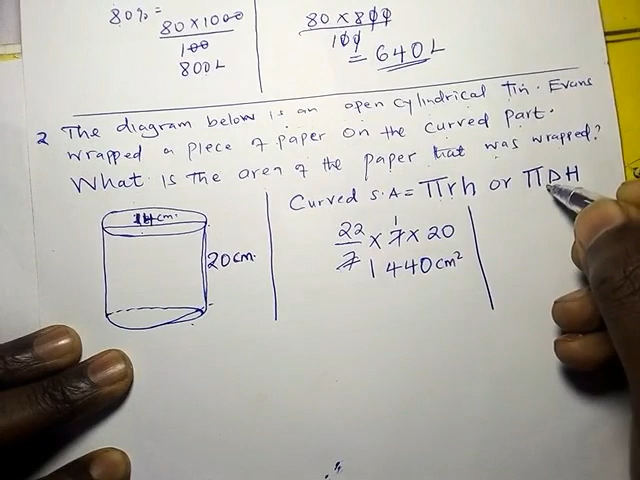 80% = 80 x 1000
100
800L
80 x 800
100
= 640L
2 The diagram below is an open cylindrical tin. Evans
wrapped a piece of paper on the curved part.
What is the area of the paper that was wrapped?
14cm.
20cm.
Curved S.A = πrh or πDH
22/7 x 7 x 20
1
1440cm²